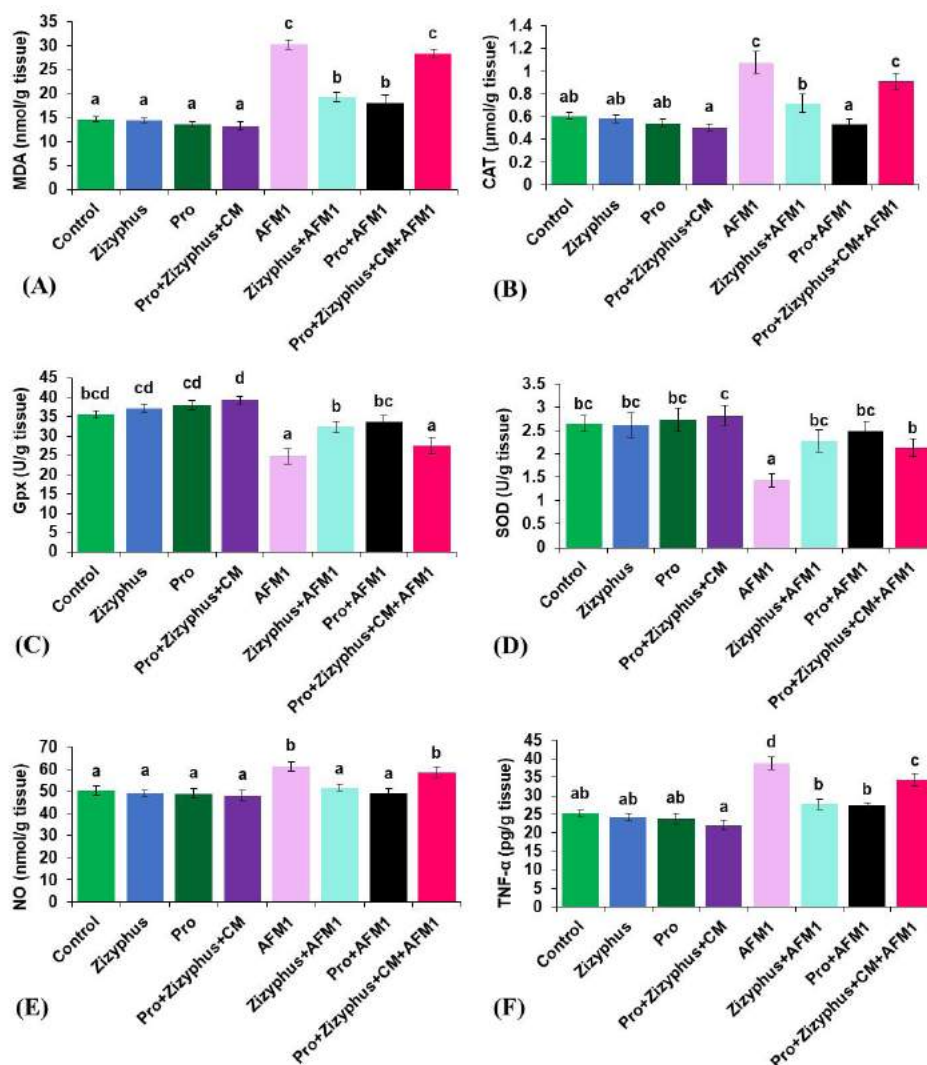 MDA (nmol/g tissue)
35
30
25
20
15
10
5
0
a
a
a
a
c
b
b
c
Control
Zizyphus
Pro
Pro+Zizyphus+CM
AFM1
Zizyphus+AFM1
Pro+AFM1
Pro+Zizyphus+CM+AFM1
(A)
CAT (µmol/g tissue)
1.4
1.2
1
0.8
0.6
0.4
0.2
0
ab
ab
ab
a
c
b
a
c
Control
Zizyphus
Pro
Pro+Zizyphus+CM
AFM1
Zizyphus+AFM1
Pro+AFM1
Pro+Zizyphus+CM+AFM1
(B)
Gpx (U/g tissue)
45
40
35
30
25
20
15
10
5
0
bcd
cd
cd
d
a
b
bc
a
Control
Zizyphus
Pro
Pro+Zizyphus+CM
AFM1
Zizyphus+AFM1
Pro+AFM1
Pro+Zizyphus+CM+AFM1
(C)
SOD (U/g tissue)
3.5
3
2.5
2
1.5
1
0.5
0
bc
bc
bc
c
a
bc
bc
b
Control
Zizyphus
Pro
Pro+Zizyphus+CM
AFM1
Zizyphus+AFM1
Pro+AFM1
Pro+Zizyphus+CM+AFM1
(D)
NO (nmol/g tissue)
70
60
50
40
30
20
10
0
a
a
a
a
b
a
a
b
Control
Zizyphus
Pro
Pro+Zizyphus+CM
AFM1
Zizyphus+AFM1
Pro+AFM1
Pro+Zizyphus+CM+AFM1
(E)
TNF-α (pg/g tissue)
45
40
35
30
25
20
15
10
5
0
ab
ab
ab
a
d
b
b
c
Control
Zizyphus
Pro
Pro+Zizyphus+CM
AFM1
Zizyphus+AFM1
Pro+AFM1
Pro+Zizyphus+CM+AFM1
(F)